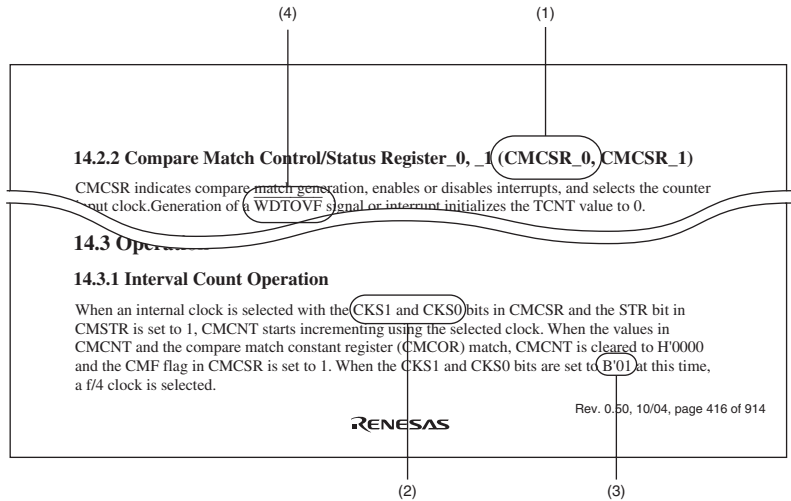 (4) (1)
14.2.2 Compare Match Control/Status Register_0, _1 (CMCSR_0, CMCSR_1)
CMCSR indicates compare match generation, enables or disables interrupts, and selects the counter
input clock.Generation of a WDTOVF signal or interrupt initializes the TCNT value to 0.
14.3 Operation
14.3.1 Interval Count Operation
When an internal clock is selected with the CKS1 and CKS0 bits in CMCSR and the STR bit in
CMSTR is set to 1, CMCNT starts incrementing using the selected clock. When the values in
CMCNT and the compare match constant register (CMCOR) match, CMCNT is cleared to H'0000
and the CMF flag in CMCSR is set to 1. When the CKS1 and CKS0 bits are set to B'01 at this time,
a f/4 clock is selected.
Rev. 0.50, 10/04, page 416 of 914
RENESAS
(2) (3)